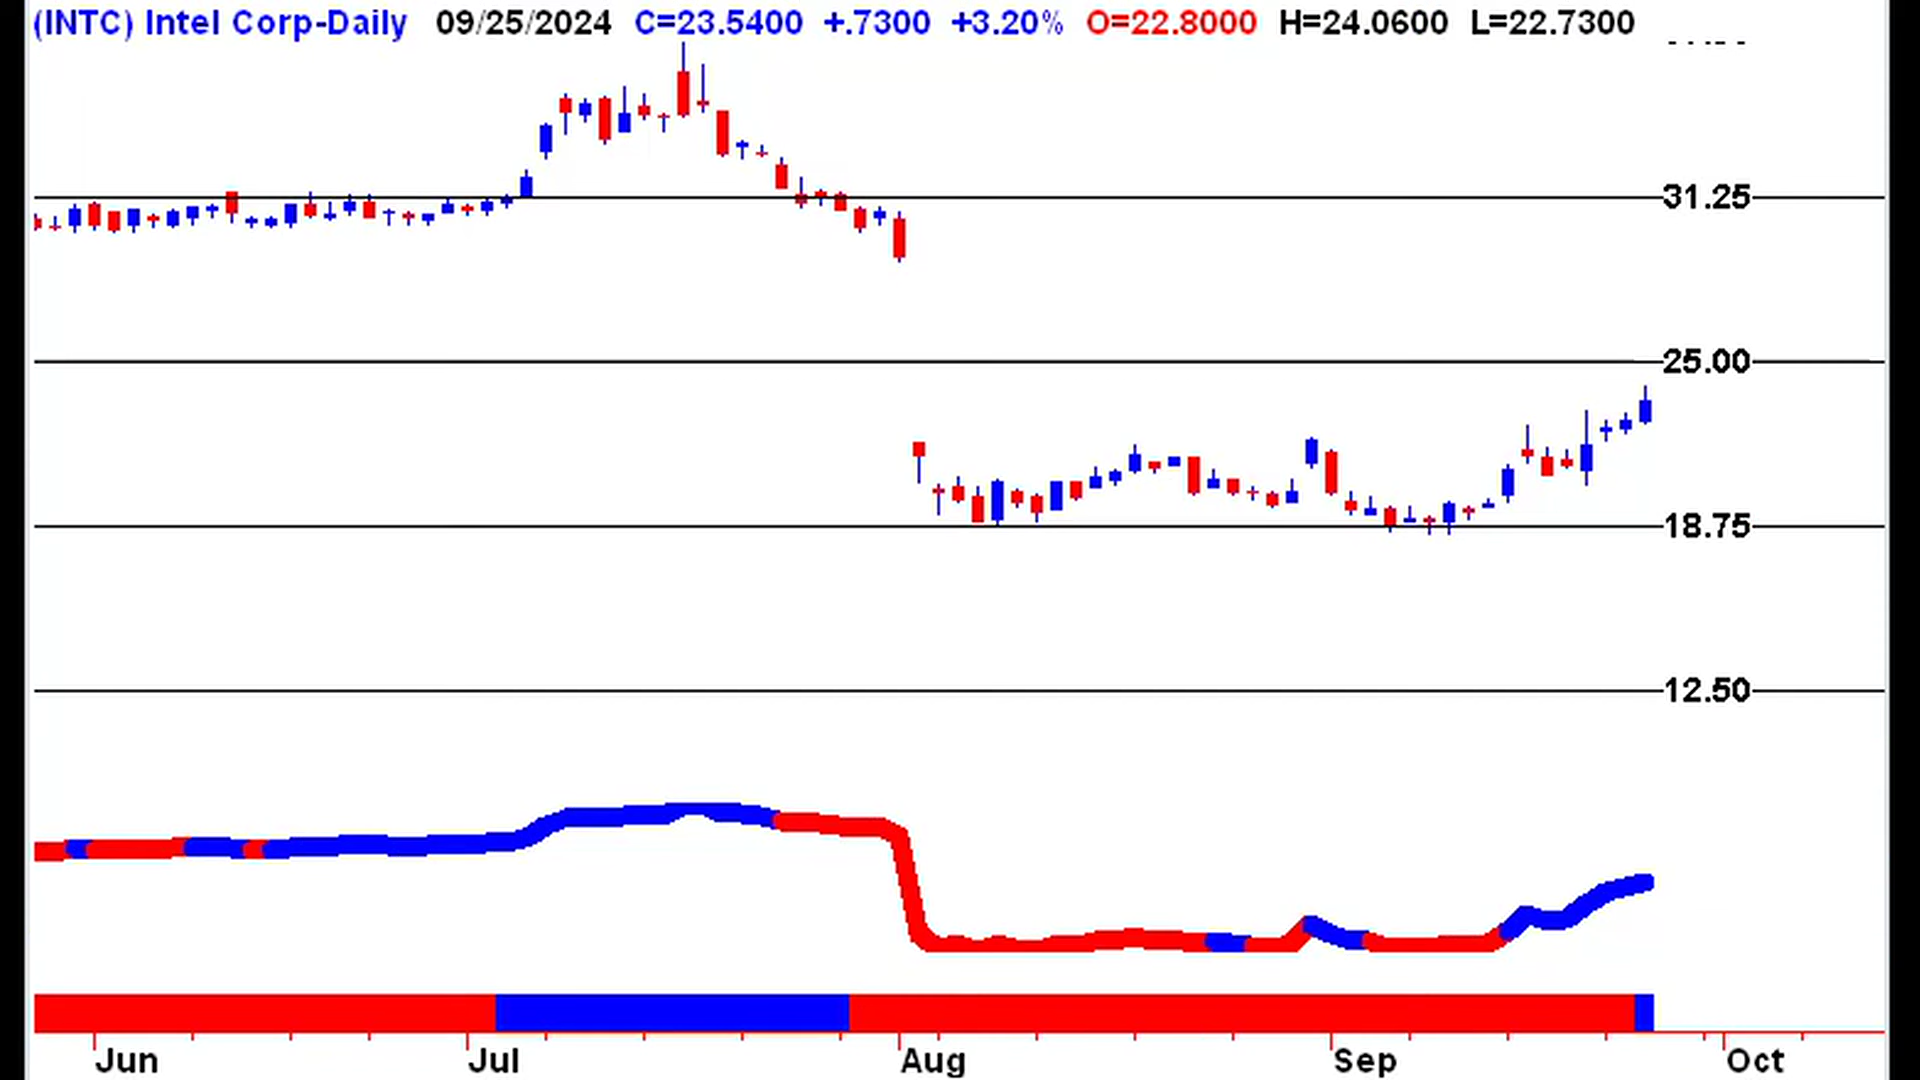 (INTC) Intel Corp-Daily 09/25/2024 C=23.5400 +.7300 +3.20% O=22.8000 H=24.0600 L=22.7300
31.25
25.00
18.75
12.50
Jun Jul Aug Sep Oct